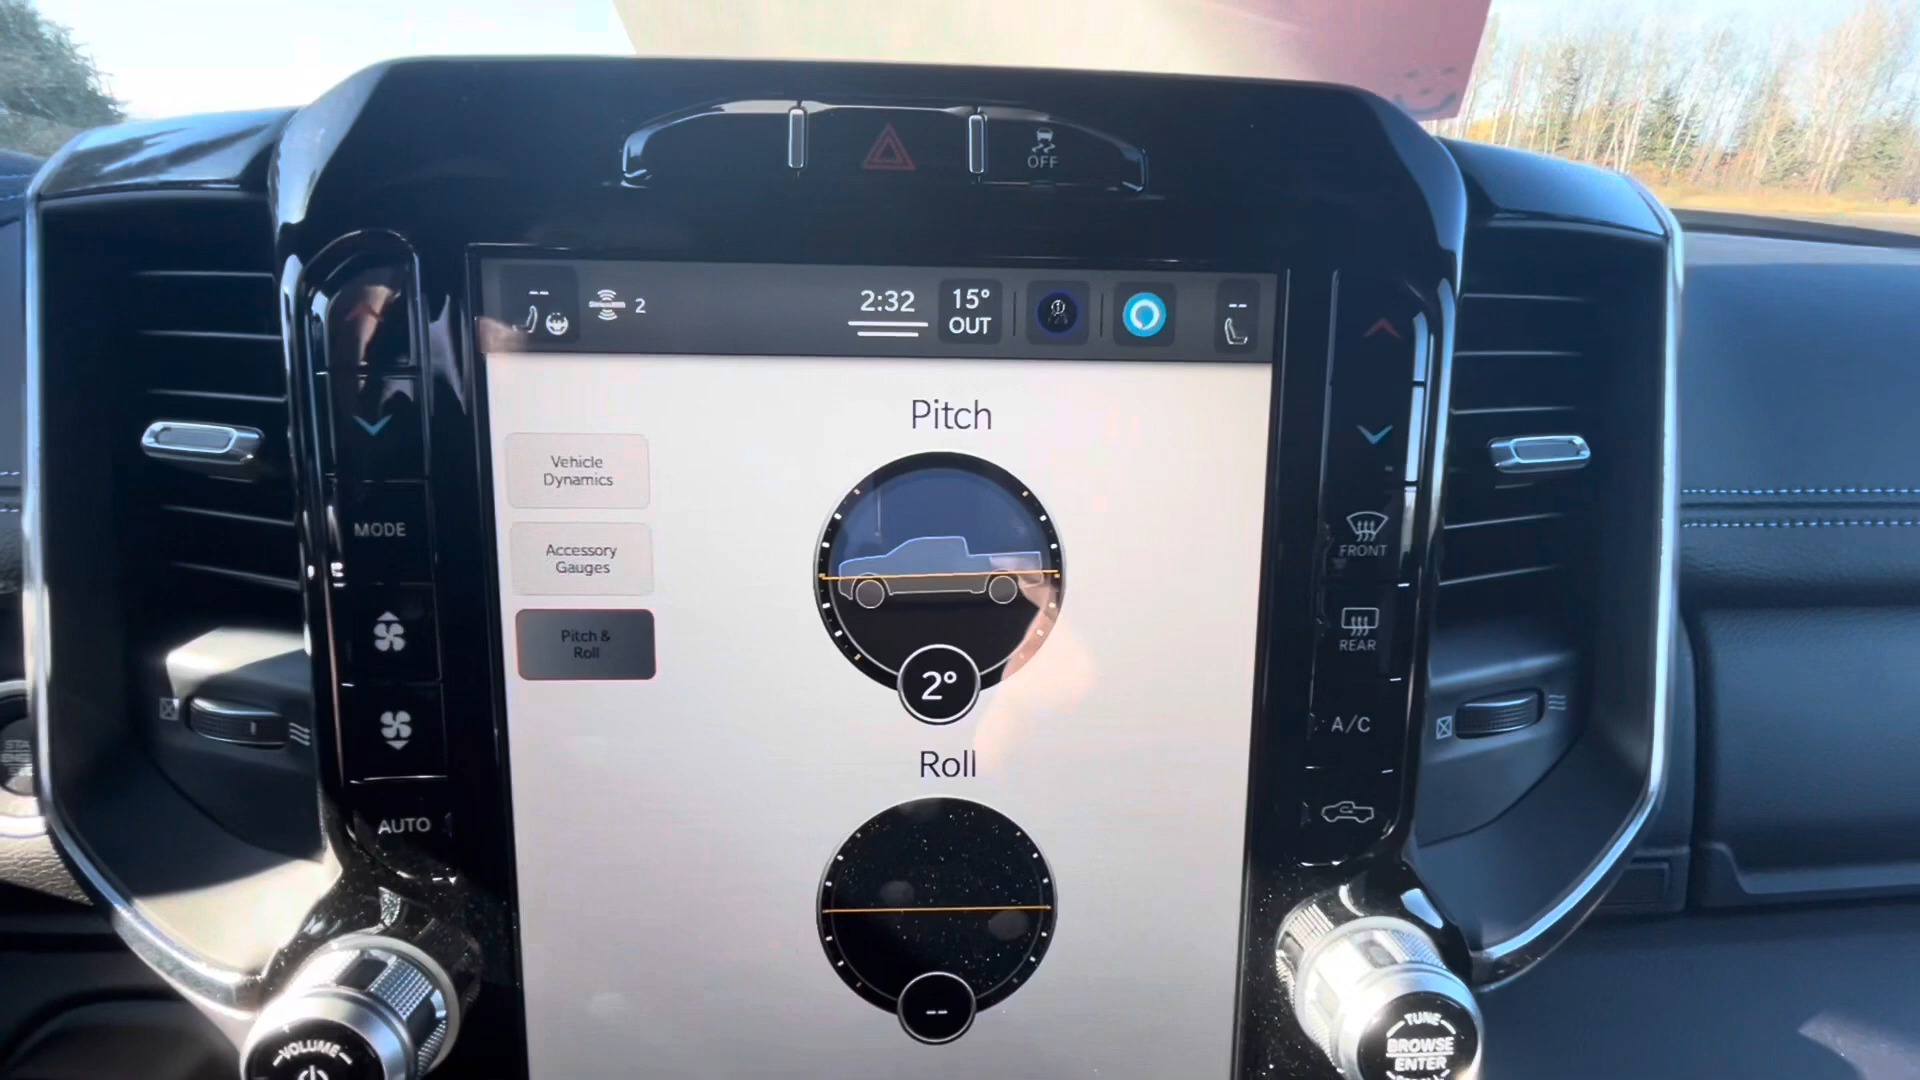 OFF
--
2
2:32
15°
OUT
--
Pitch
Vehicle
Dynamics
Accessory
Gauges
Pitch &
Roll
2°
Roll
--
MODE
AUTO
FRONT
REAR
A/C
VOLUME
TUNE
BROWSE
ENTER